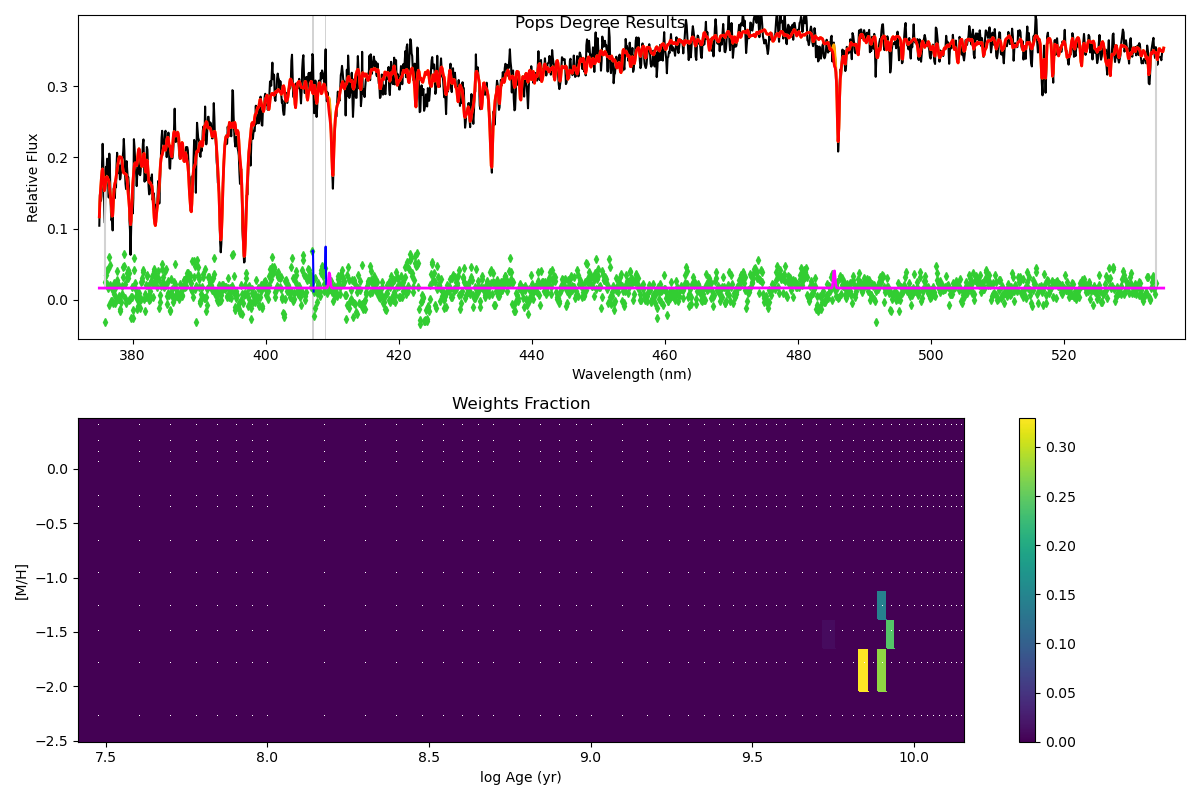 Pops Degree Results
Relative Flux
0.3
0.2
0.1
0.0
380 400 420 440 460 480 500 520
Wavelength (nm)
Weights Fraction
[M/H]
0.0
−0.5
−1.0
−1.5
−2.0
−2.5
7.5 8.0 8.5 9.0 9.5 10.0
log Age (yr)
0.30
0.25
0.20
0.15
0.10
0.05
0.00